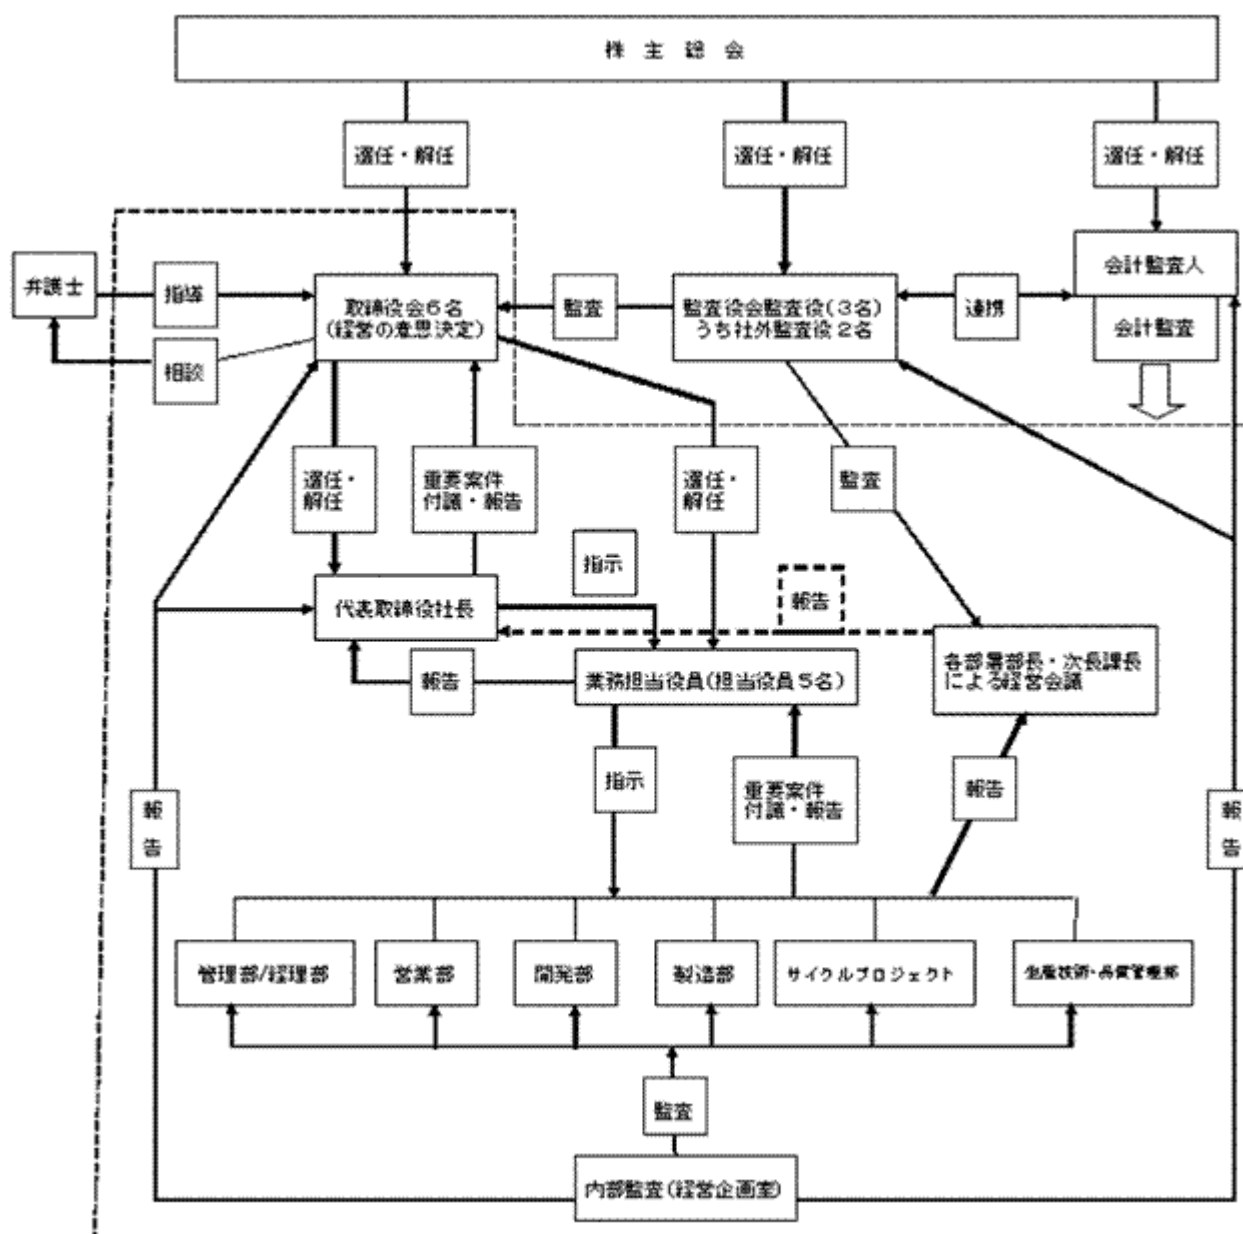 株主総会
選任・解任
選任・解任
選任・解任
弁護士
指導
相談
取締役会6名
(経営の意思決定)
監査
監査役会監査役(3名)
うち社外監査役2名
連携
会計監査人
会計監査
選任・
解任
重要案件
付議・報告
選任・
解任
監査
指示
報告
代表取締役社長
報告
業務担当役員(担当役員5名)
各部署部長・次長課長
による経営会議
指示
重要案件
付議・報告
報告
報
告
報
告
管理部/経理部
営業部
開発部
製造部
サイクルプロジェクト
生産技術・品質管理部
監査
内部監査(経営企画室)